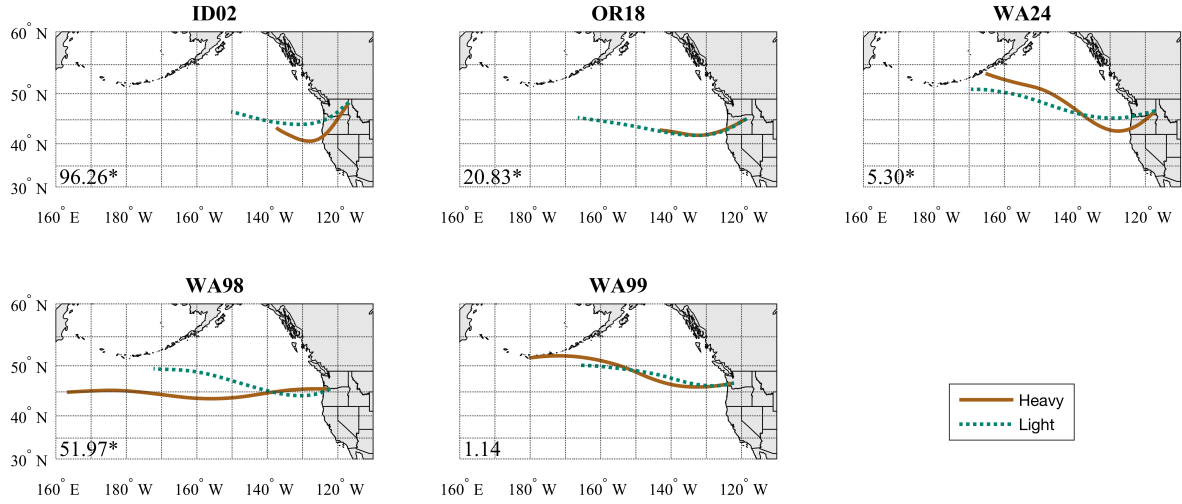 ID02
OR18
WA24
60° N
50° N
40° N
30° N
96.26*
20.83*
5.30*
160° E
180° W
160° W
140° W
120° W
160° E
180° W
160° W
140° W
120° W
160° E
180° W
160° W
140° W
120° W
WA98
WA99
60° N
50° N
40° N
30° N
51.97*
1.14
Heavy
Light
160° E
180° W
160° W
140° W
120° W
160° E
180° W
160° W
140° W
120° W